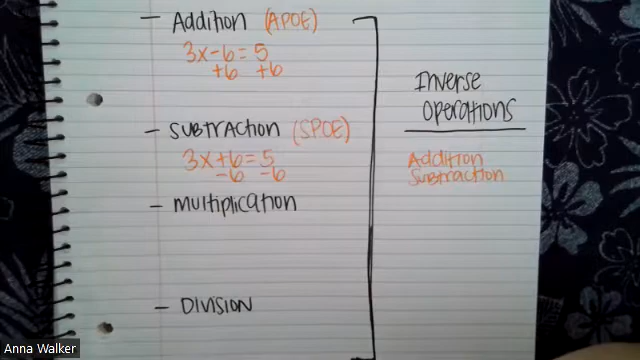 - Addition (APOE)
3x-6=5
+6 +6
- Subtraction (SPOE)
3x+6=5
-6 -6
- Multiplication
- Division
Inverse
Operations
Addition
Subtraction
Anna Walker